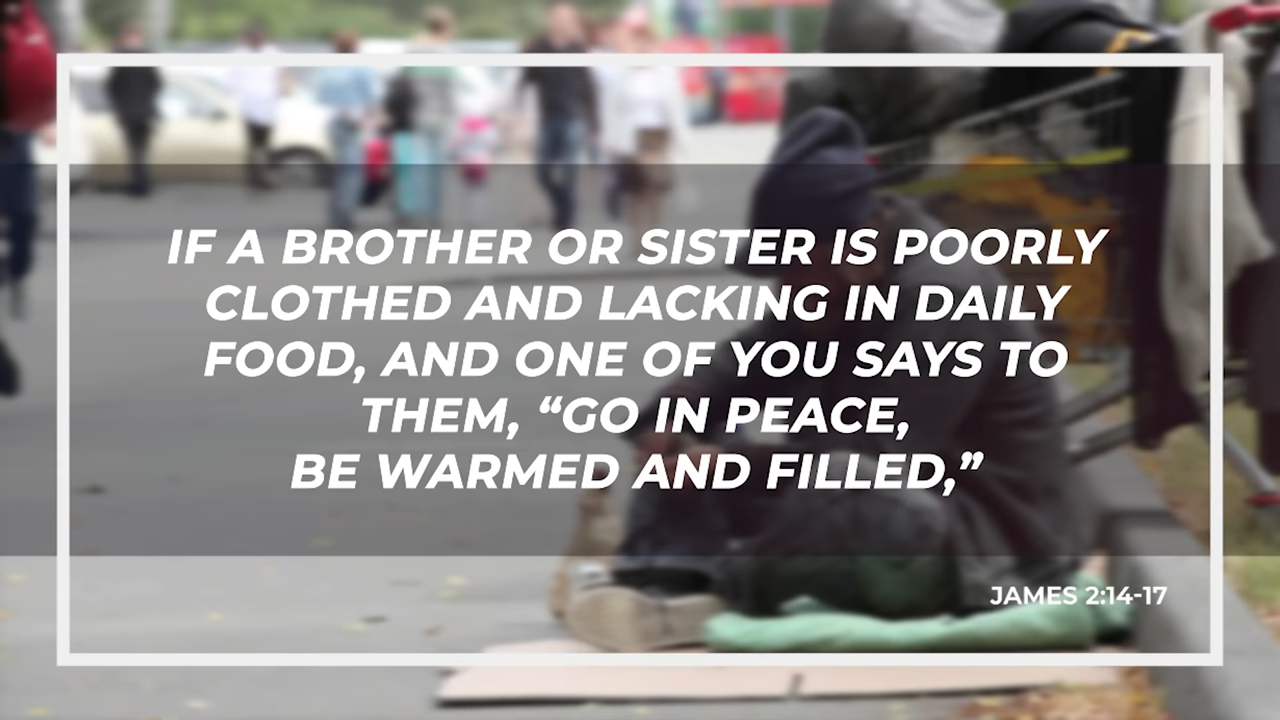 IF A BROTHER OR SISTER IS POORLY
CLOTHED AND LACKING IN DAILY
FOOD, AND ONE OF YOU SAYS TO
THEM, “GO IN PEACE,
BE WARMED AND FILLED,”
JAMES 2:14-17